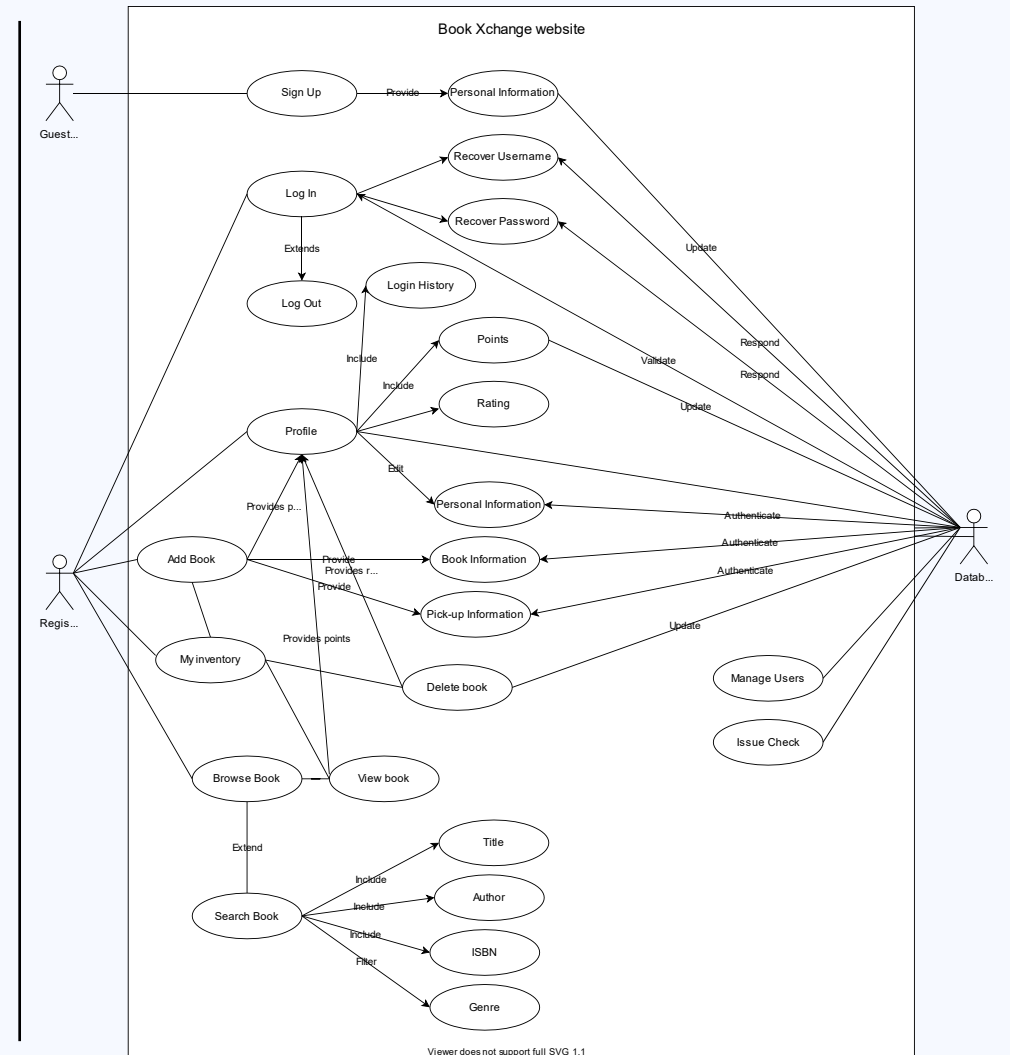 Book Xchange website
Sign Up
Provide
Personal Information
Guest...
Recover Username
Log In
Recover Password
Extends
Update
Login History
Log Out
Points
Respond
Include
Validate
Respond
Include
Rating
Update
Profile
Edit
Personal Information
Provides p...
Authenticate
Authenticate
Add Book
Provide
Book Information
Provides r...
Authenticate
Datab...
Provide
Pick-up Information
Regis...
Update
Provides points
My inventory
Manage Users
Delete book
Issue Check
Browse Book
View book
Title
Extend
Include
Author
Include
Search Book
Include
ISBN
Filter
Genre
Viewer does not support full SVG 1.1